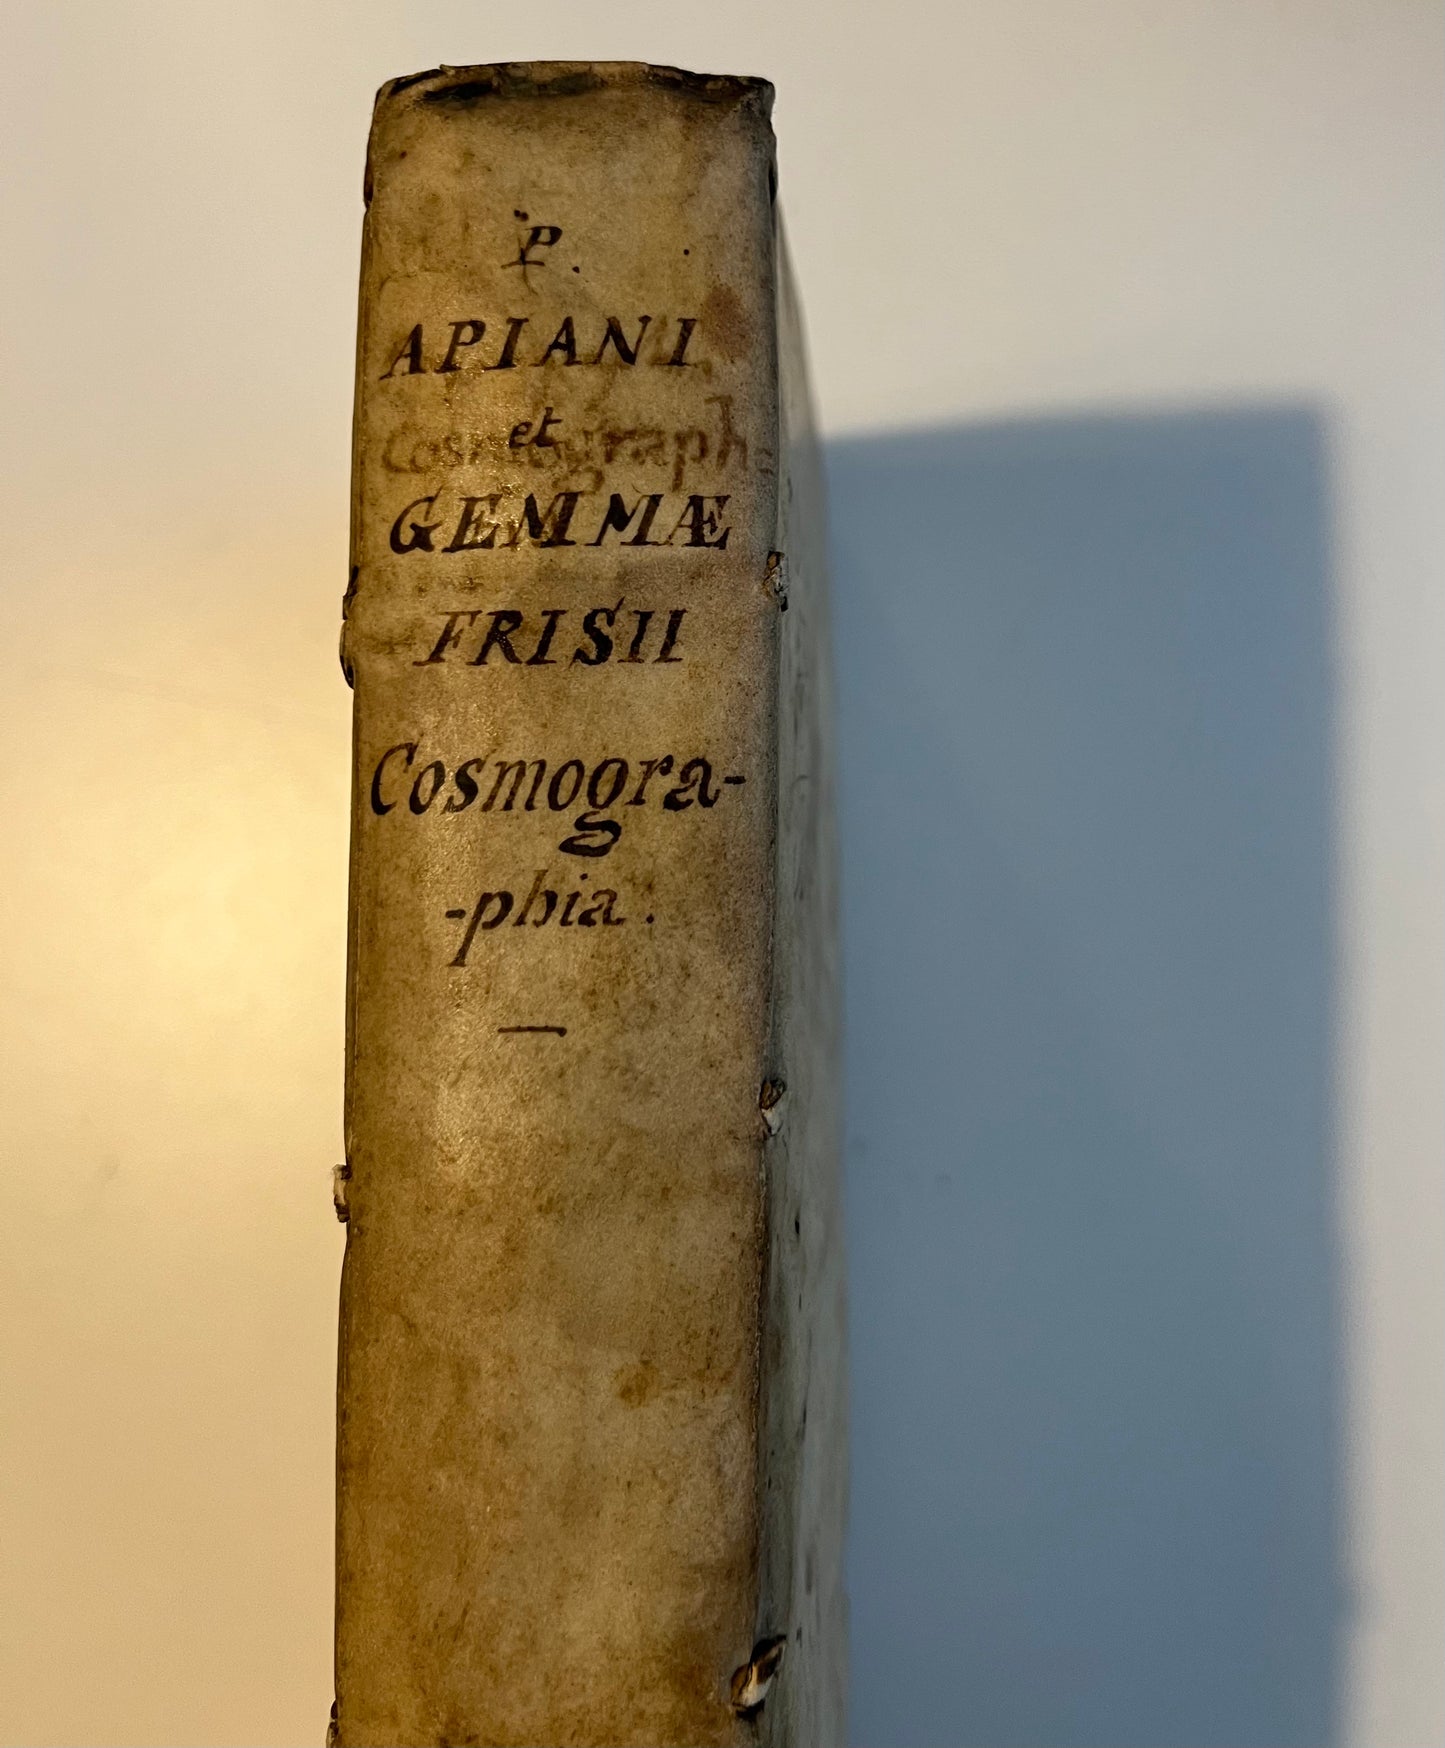 P.
APIANI
et
Cosmograph=
GEMMÆ
FRISII
Cosmogra-
-phia.